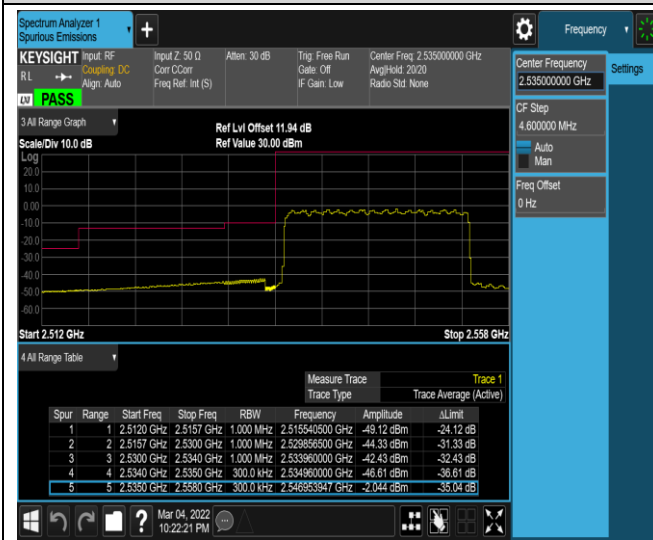 Spectrum Analyzer 1
Spurious Emissions
Frequency
KEYSIGHT Input: RF Input Z: 50 Ω Atten: 30 dB Trig: Free Run Center Freq: 2.535000000 GHz
Coupling: DC Corr CCorr Gate: Off Avg|Hold: 20/20
R L Align: Auto Freq Ref: Int (S) IF Gain: Low Radio Std: None
LXI PASS
Center Frequency
2.535000000 GHz
Settings
CF Step
4.600000 MHz
Auto
Man
Freq Offset
0 Hz
3 All Range Graph
Ref Lvl Offset 11.94 dB
Scale/Div 10.0 dB Ref Value 30.00 dBm
Log
20.0
10.0
0.00
-10.0
-20.0
-30.0
-40.0
-50.0
-60.0
Start 2.512 GHz Stop 2.558 GHz
4 All Range Table
Measure Trace Trace 1
Trace Type Trace Average (Active)
Spur Range Start Freq Stop Freq RBW Frequency Amplitude ΔLimit
1 1 2.5120 GHz 2.5157 GHz 1.000 MHz 2.515540500 GHz -49.12 dBm -24.12 dB
2 2 2.5157 GHz 2.5300 GHz 1.000 MHz 2.529856500 GHz -44.33 dBm -31.33 dB
3 3 2.5300 GHz 2.5340 GHz 1.000 MHz 2.533960000 GHz -42.43 dBm -32.43 dB
4 4 2.5340 GHz 2.5350 GHz 300.0 kHz 2.534960000 GHz -46.61 dBm -36.61 dB
5 5 2.5350 GHz 2.5580 GHz 300.0 kHz 2.546953947 GHz -2.044 dBm -35.04 dB
Mar 04, 2022
10:22:21 PM